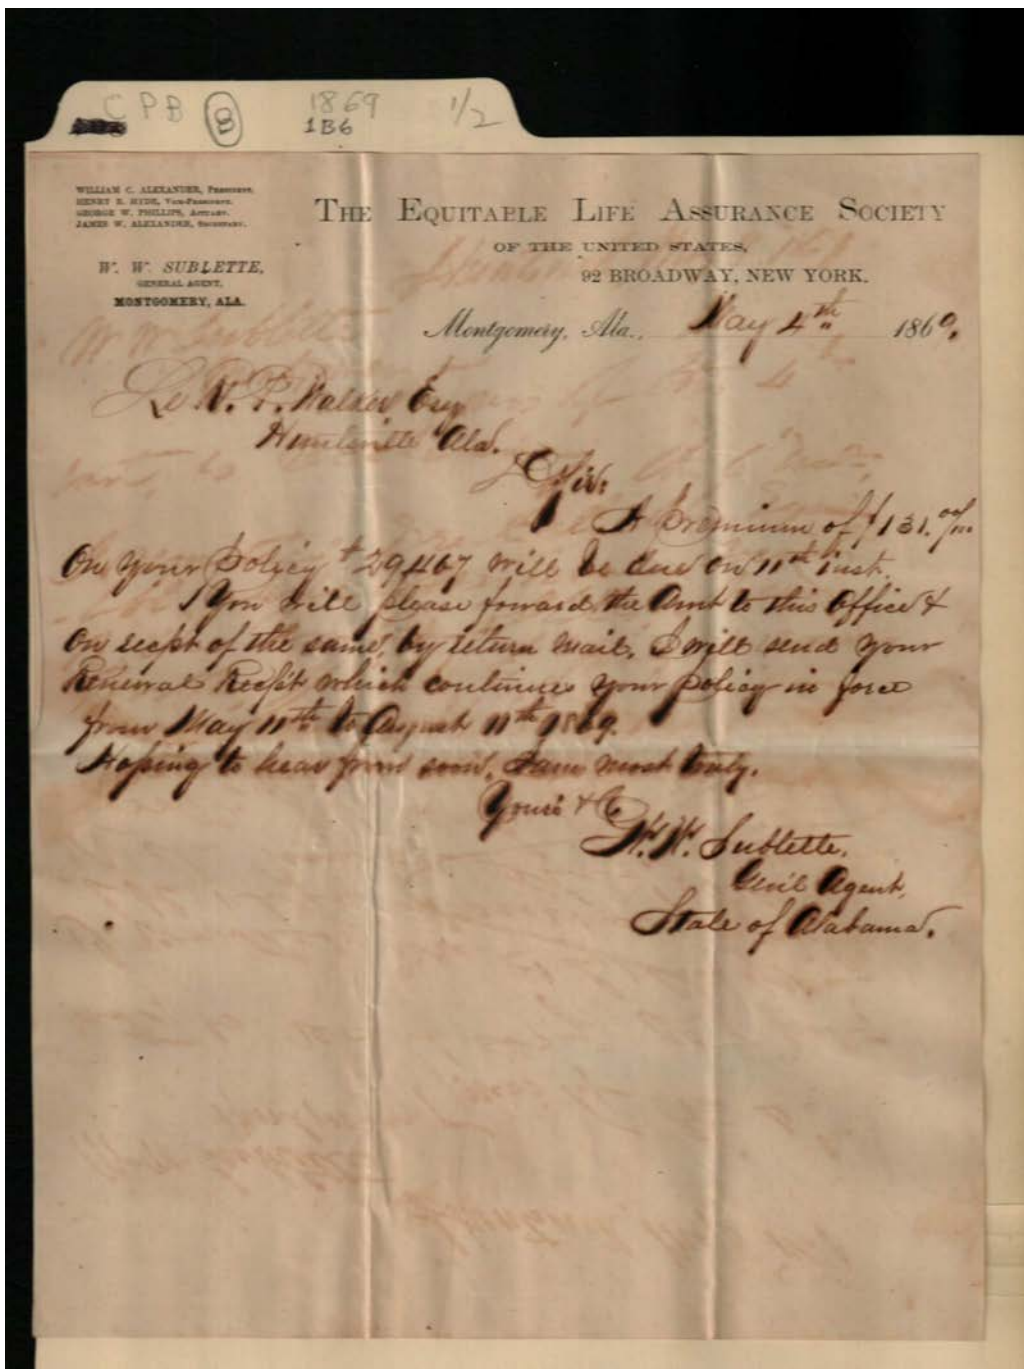 CPB (8) 1869 1/2
1B6
WILLIAM C. ALEXANDER, PRESIDENT.
HENRY B. HYDE, VICE-PRESIDENT.
GEORGE W. PHILLIPS, ACTUARY.
JAMES W. ALEXANDER, SECRETARY.
THE EQUITABLE LIFE ASSURANCE SOCIETY
OF THE UNITED STATES,
92 BROADWAY, NEW YORK.
W. W. SUBLETTE,
GENERAL AGENT,
MONTGOMERY, ALA.
Montgomery, Ala., May 4th 1869.
L. P. Walker Esq
Huntsville Ala.
D Sir:
A Premium of $131. 00/100
On your Policy # 29467 will be due on 11th inst.
You will please forward the Amt to this Office &
On recpt of the same, by return mail, I will send your
Renewal Recpt which continues your policy in force
from May 11th to August 11th 1869.
Hoping to hear from soon, I am most truly,
Yours & C
W. W. Sublette,
Genl Agent,
State of Alabama.